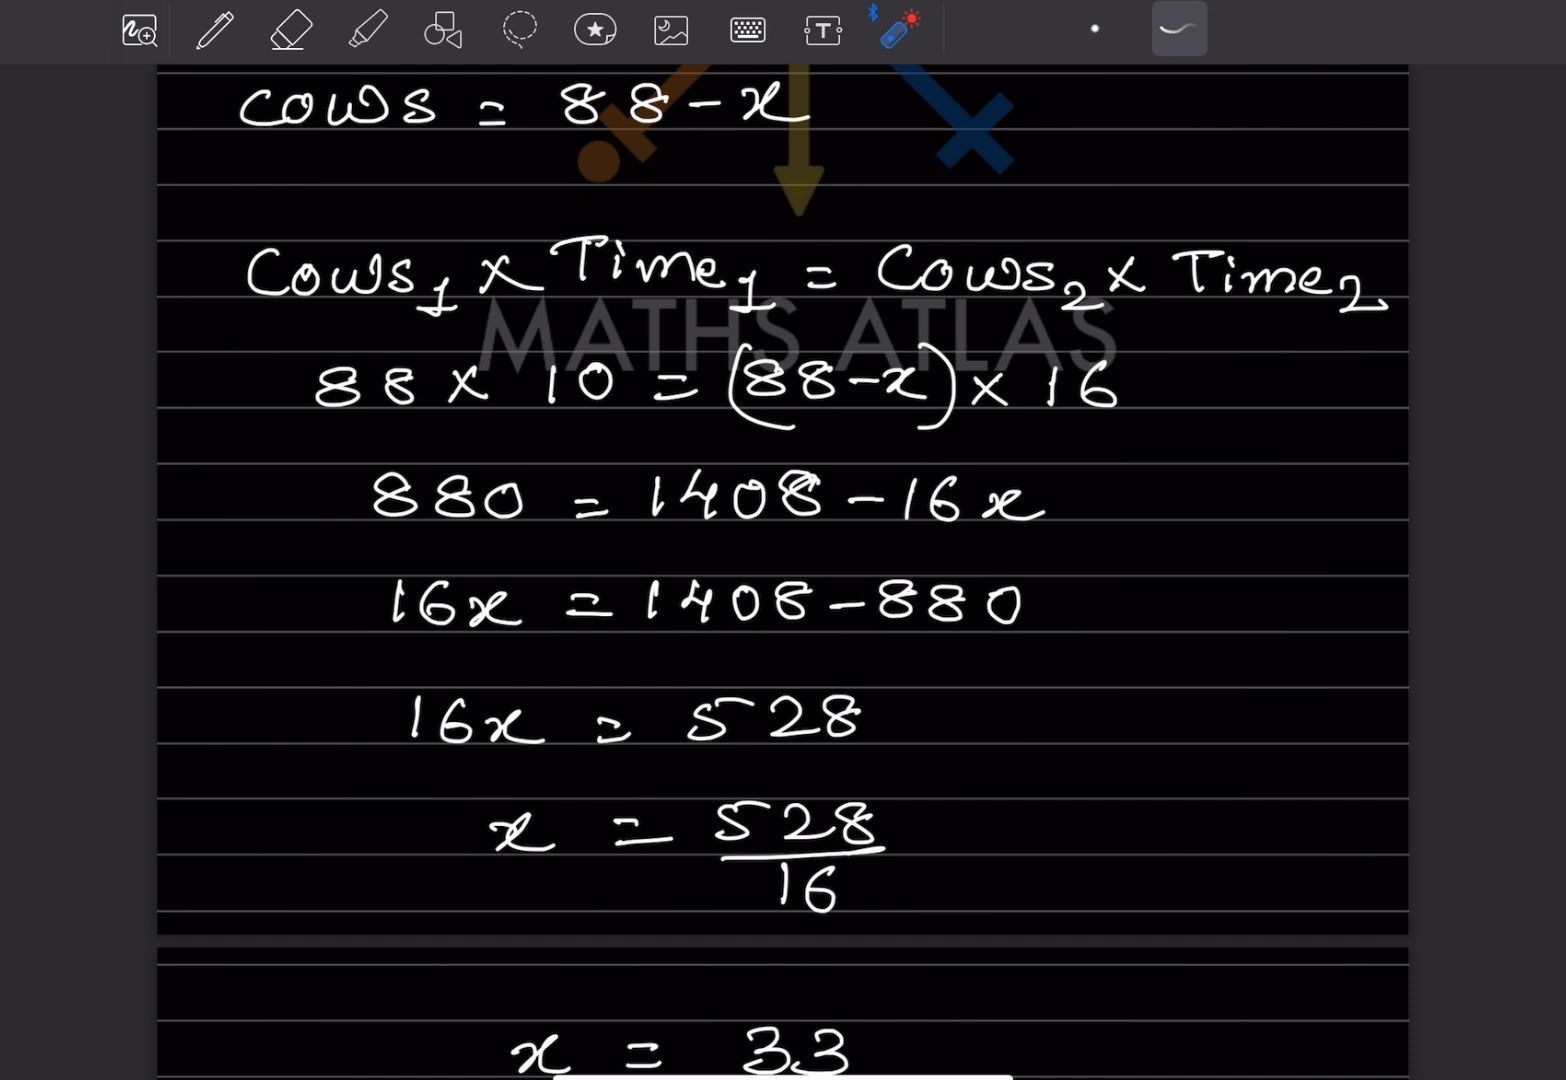 cows = 88 - x
Cows₁ × Time₁ = Cows₂ × Time₂
MATHS ATLAS
88 × 10 = (88-x) × 16
880 = 1408 - 16x
16x = 1408 - 880
16x = 528
x = 528/16
x = 33